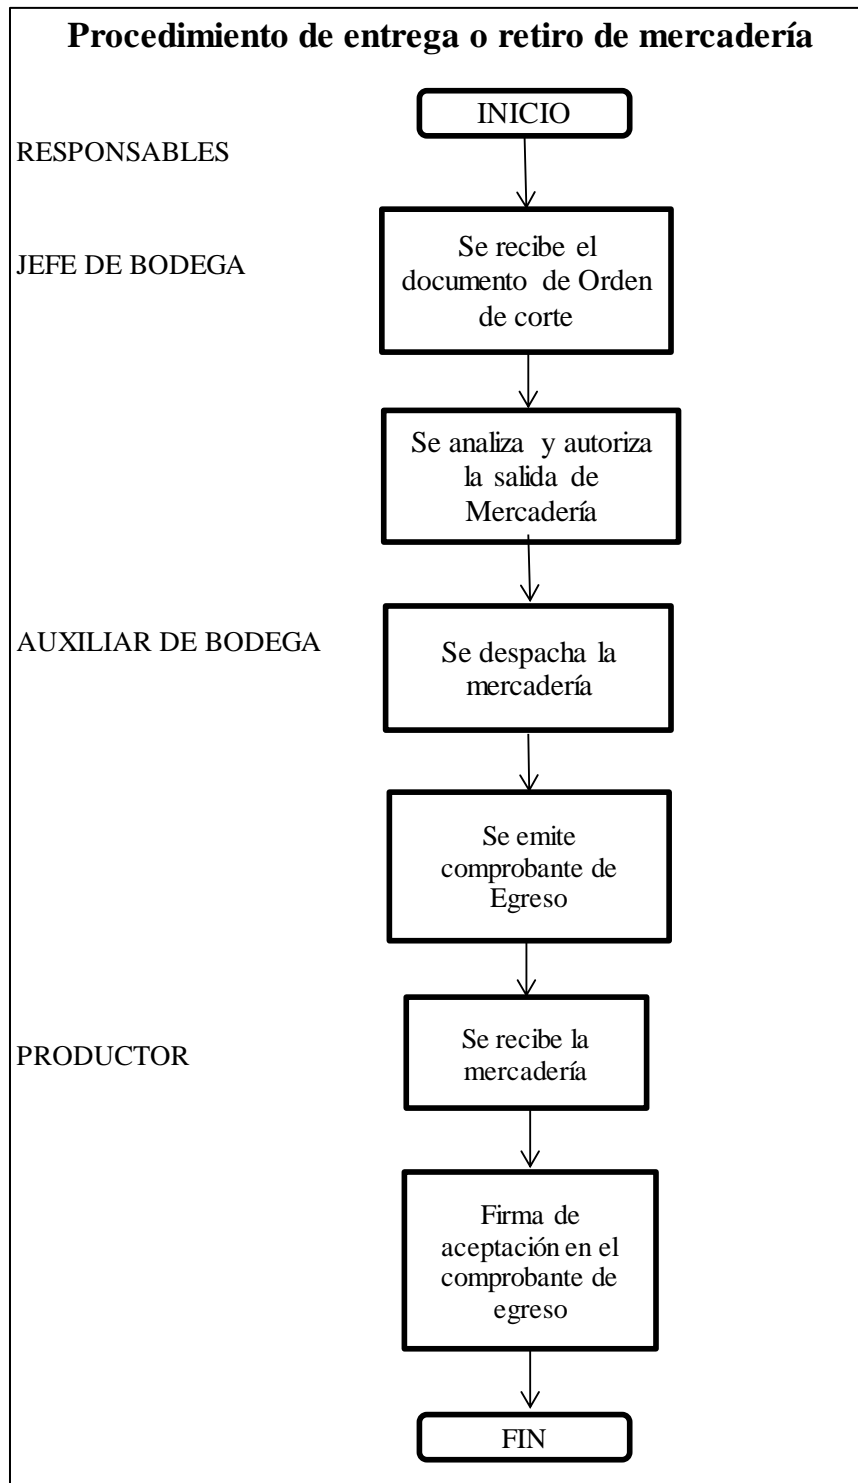 Procedimiento de entrega o retiro de mercadería
INICIO
RESPONSABLES
JEFE DE BODEGA
Se recibe el
documento de Orden
de corte
Se analiza y autoriza
la salida de
Mercadería
AUXILIAR DE BODEGA
Se despacha la
mercadería
Se emite
comprobante de
Egreso
PRODUCTOR
Se recibe la
mercadería
Firma de
aceptación en el
comprobante de
egreso
FIN